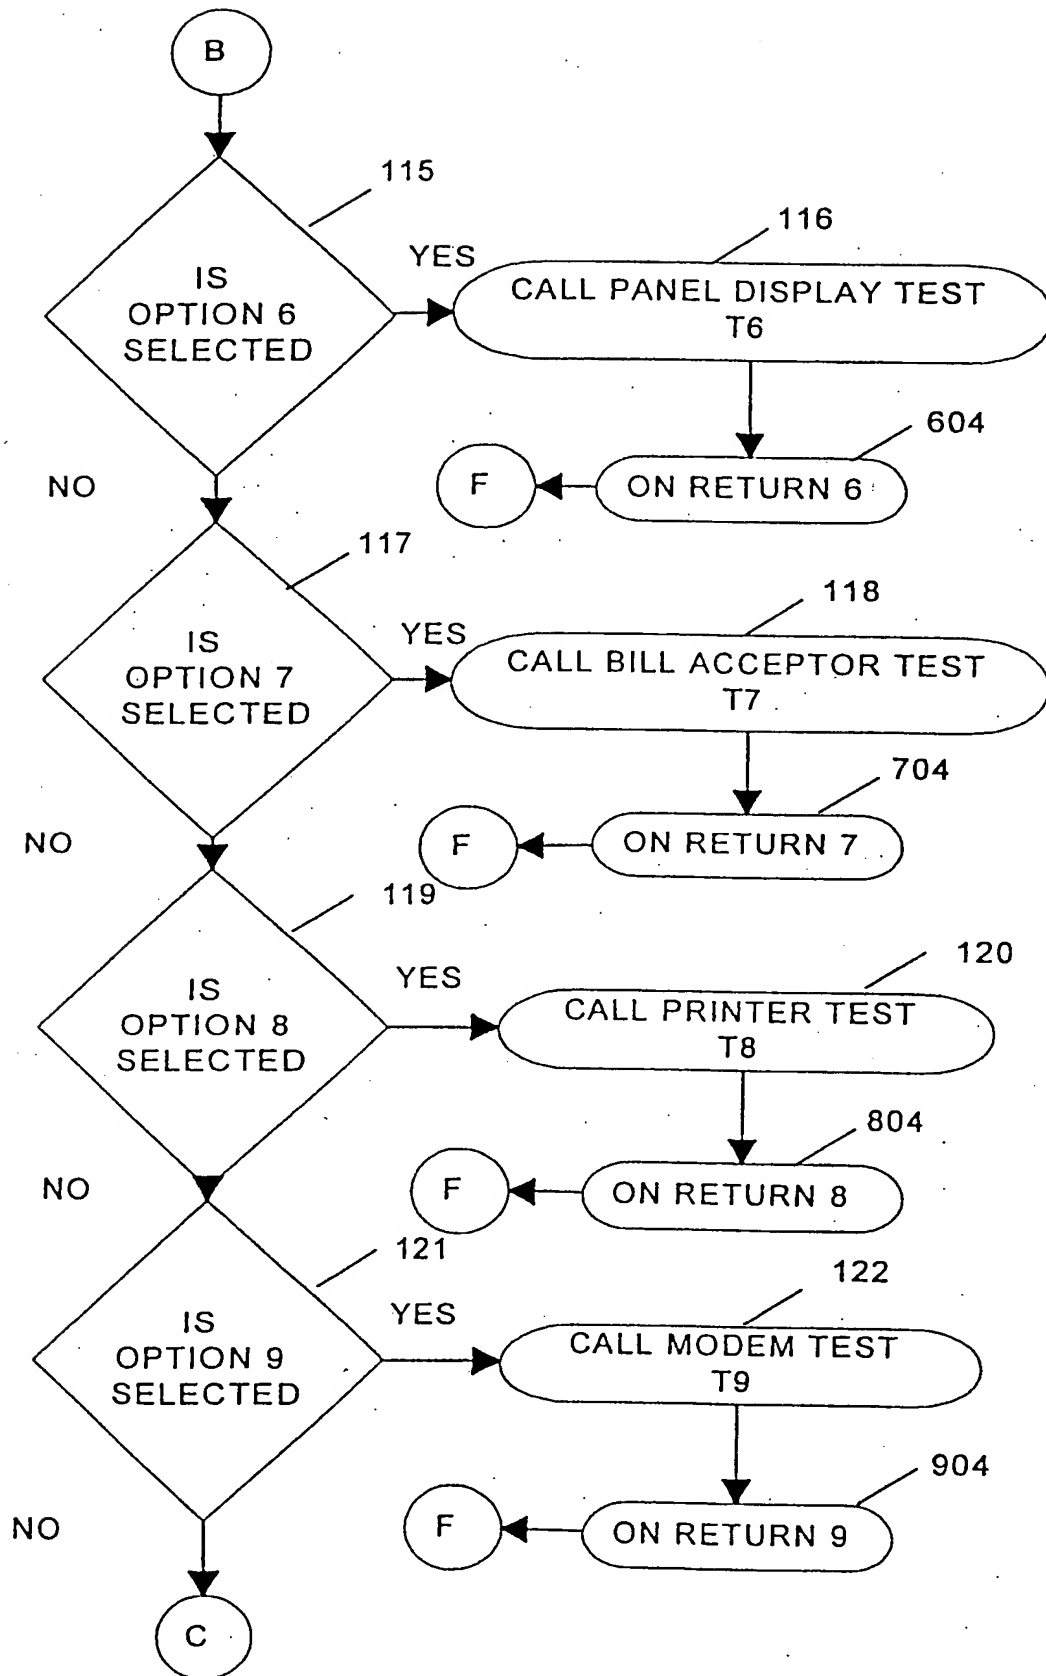 B
115
116
YES
IS
OPTION 6
SELECTED
CALL PANEL DISPLAY TEST
T6
604
NO
F
ON RETURN 6
117
118
YES
IS
OPTION 7
SELECTED
CALL BILL ACCEPTOR TEST
T7
704
NO
F
ON RETURN 7
119
120
YES
IS
OPTION 8
SELECTED
CALL PRINTER TEST
T8
804
NO
F
ON RETURN 8
121
122
YES
IS
OPTION 9
SELECTED
CALL MODEM TEST
T9
904
NO
F
ON RETURN 9
C